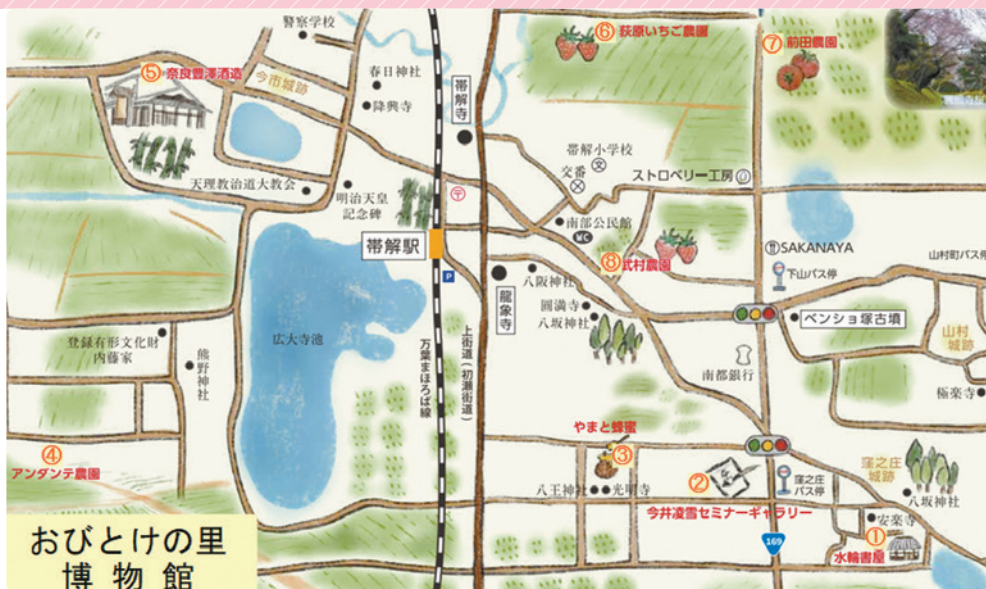 警察学校
⑥ 萩原いちご農園
⑦ 前田農園
⑤ 奈良豊澤酒造
今市城跡
春日神社
降興寺
帯解寺
帯解小学校
文
交番
ストロベリー工房
天理教治道大教会
明治天皇
記念碑
〒
南部公民館
WC
SAKANAYA
帯解駅
P
⑧ 武村農園
下山バス停
山村町バス停
八阪神社
龍象寺
圓満寺
八坂神社
ベンショ塚古墳
山村
城跡
広大寺池
登録有形文化財
内藤家
熊野神社
万葉まほろば線
上街道(初瀬街道)
南都銀行
極楽寺
やまと蜂蜜
③
④
アンダンテ農園
八王神社
光明寺
②
今井凌雪セミナーギャラリー
窪之庄
バス停
窪之庄
城跡
八坂神社
安楽寺
①
水輪書屋
169
おびとけの里
博物館